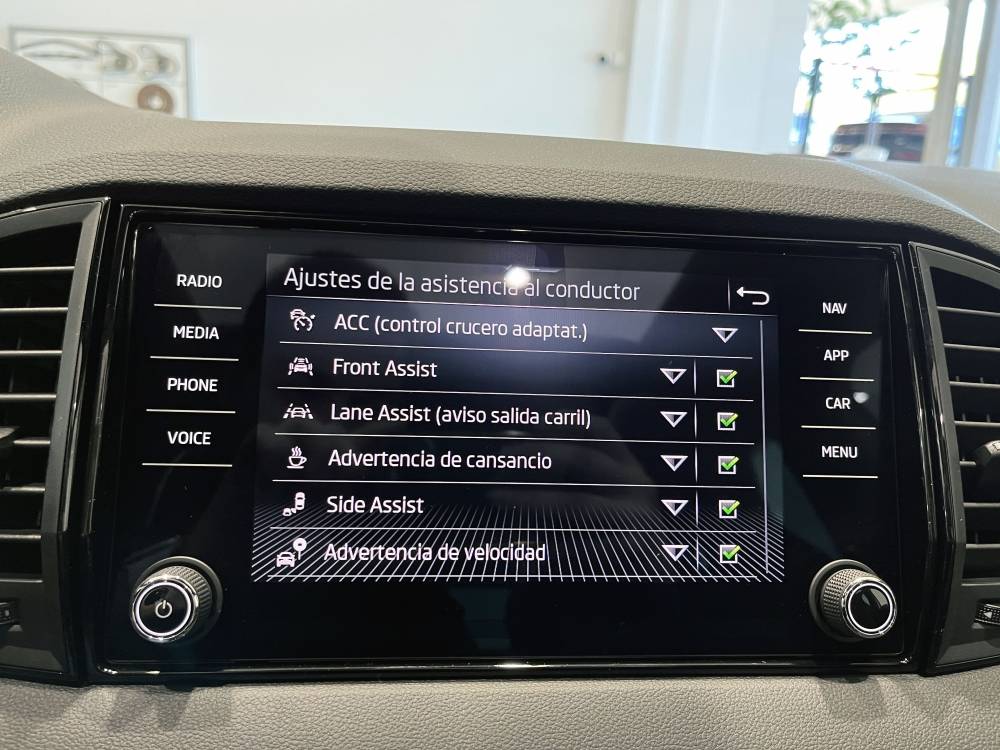 RADIO
MEDIA
PHONE
VOICE
Ajustes de la asistencia al conductor
ACC (control crucero adaptat.)
Front Assist
Lane Assist (aviso salida carril)
Advertencia de cansancio
Side Assist
Advertencia de velocidad
NAV
APP
CAR
MENU